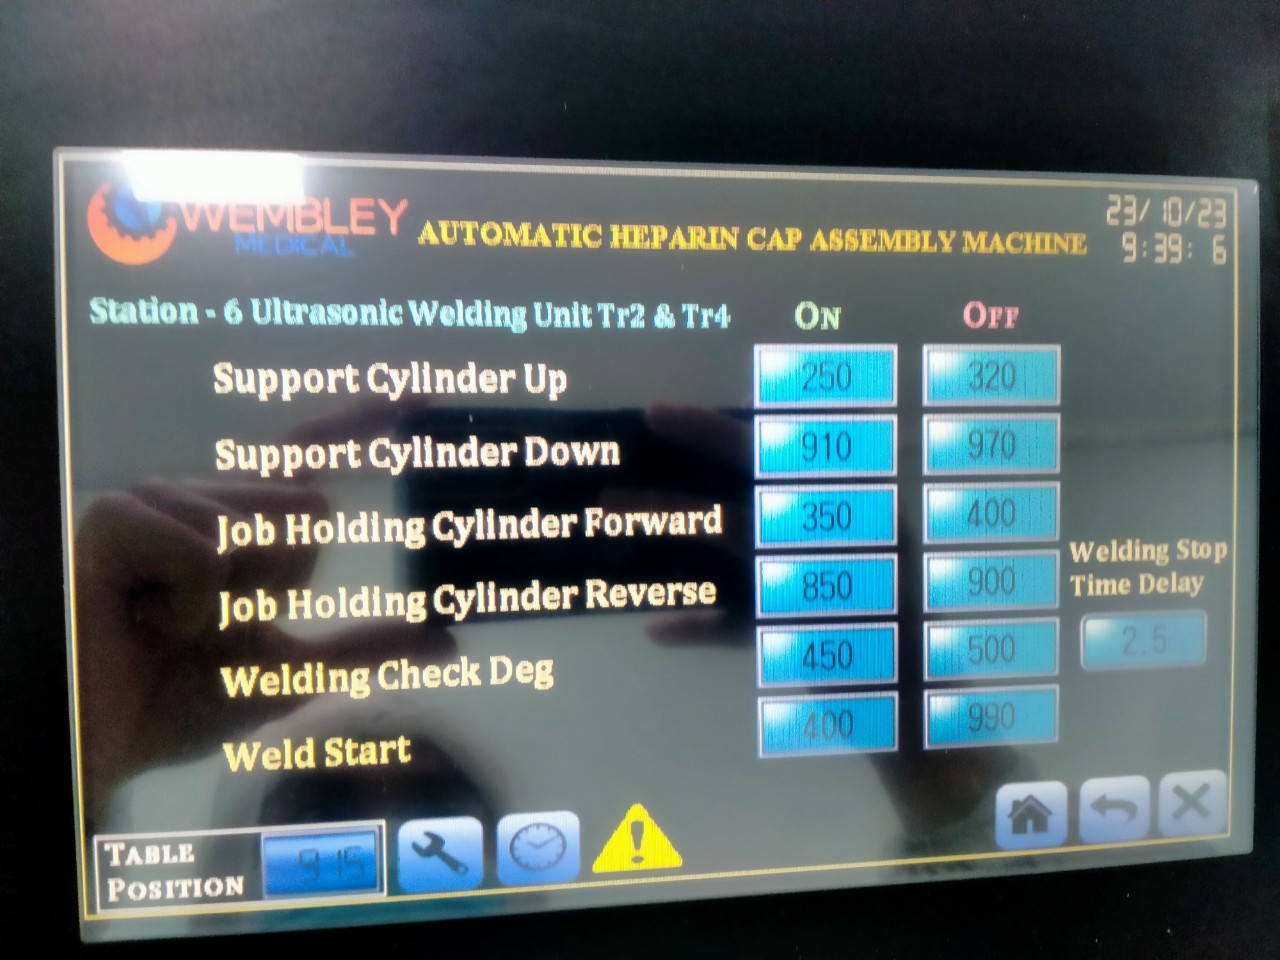 WEMBLEY
MEDICAL
AUTOMATIC HEPARIN CAP ASSEMBLY MACHINE
23/10/23
9:39: 6
Station - 6 Ultrasonic Welding Unit Tr2 & Tr4 ON OFF
Support Cylinder Up 250 320
Support Cylinder Down 910 970
Job Holding Cylinder Forward 350 400
Job Holding Cylinder Reverse 850 900
Welding Check Deg 450 500
Weld Start 400 990
Welding Stop
Time Delay
2.5
TABLE
POSITION
915